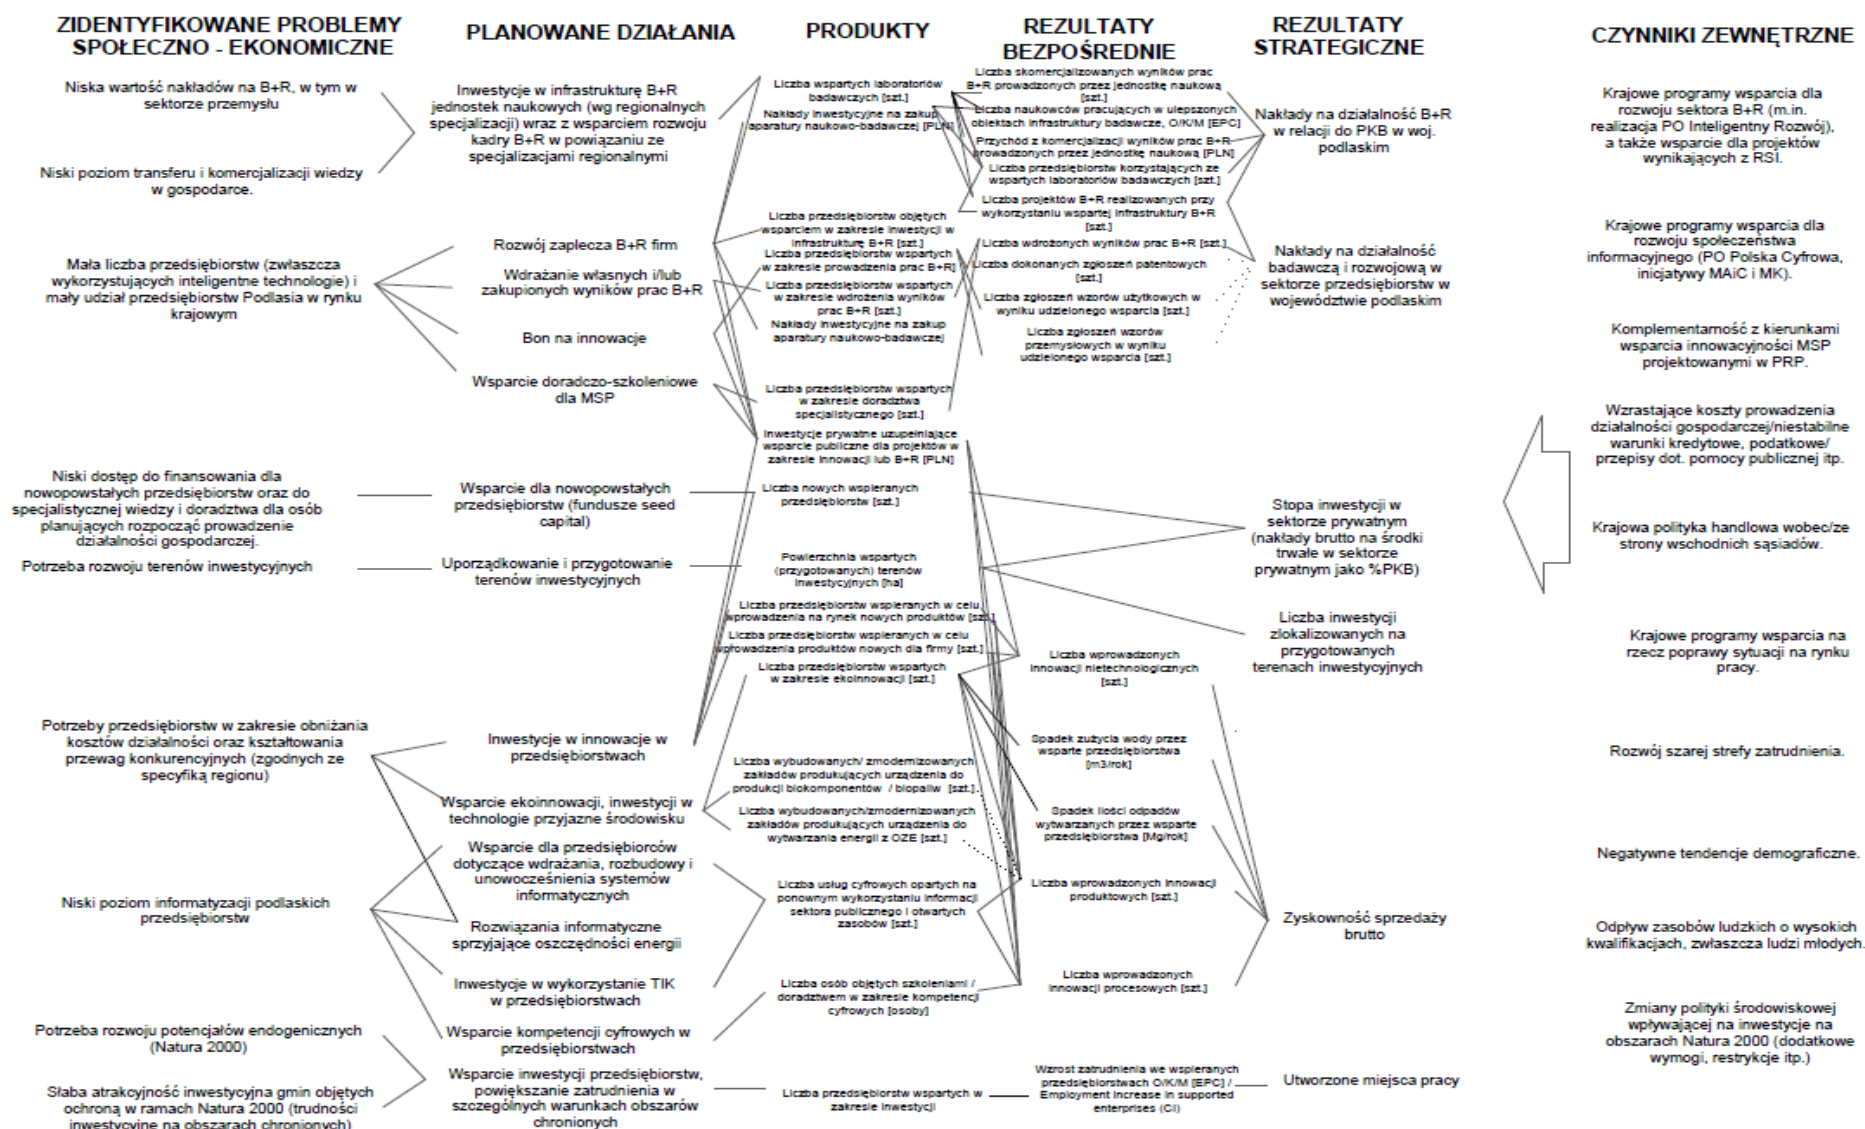 ZIDENTYFIKOWANE PROBLEMY
SPOŁECZNO - EKONOMICZNE
Niska wartość nakładów na B+R, w tym w
sektorze przemysłu
Niski poziom transferu i komercjalizacji wiedzy
w gospodarce.
Mała liczba przedsiębiorstw (zwłaszcza
wykorzystujących inteligentne technologie) i
mały udział przedsiębiorstw Podlasia w rynku
krajowym
Niski dostęp do finansowania dla
nowopowstałych przedsiębiorstw oraz do
specjalistycznej wiedzy i doradztwa dla osób
planujących rozpocząć prowadzenie
działalności gospodarczej.
Potrzeba rozwoju terenów inwestycyjnych
Potrzeby przedsiębiorstw w zakresie obniżania
kosztów działalności oraz kształtowania
przewag konkurencyjnych (zgodnych ze
specyfiką regionu)
Niski poziom informatyzacji podlaskich
przedsiębiorstw
Potrzeba rozwoju potencjałów endogenicznych
(Natura 2000)
Słaba atrakcyjność inwestycyjna gmin objętych
ochroną w ramach Natura 2000 (trudności
inwestycyjne na obszarach chronionych)
PLANOWANE DZIAŁANIA
Inwestycje w infrastrukturę B+R
jednostek naukowych (wg regionalnych
specjalizacji) wraz z wsparciem rozwoju
kadry B+R w powiązaniu ze
specjalizacjami regionalnymi
Rozwój zaplecza B+R firm
Wdrażanie własnych i/lub
zakupionych wyników prac B+R
Bon na innowacje
Wsparcie doradczo-szkoleniowe
dla MSP
Wsparcie dla nowopowstałych
przedsiębiorstw (fundusze seed
capital)
Uporządkowanie i przygotowanie
terenów inwestycyjnych
Inwestycje w innowacje w
przedsiębiorstwach
Wsparcie ekoinnowacji, inwestycji w
technologie przyjazne środowisku
Wsparcie dla przedsiębiorców
dotyczące wdrażania, rozbudowy i
unowocześnienia systemów
informatycznych
Rozwiązania informatyczne
sprzyjające oszczędności energii
Inwestycje w wykorzystanie TIK
w przedsiębiorstwach
Wsparcie kompetencji cyfrowych w
przedsiębiorstwach
Wsparcie inwestycji przedsiębiorstw,
powiększanie zatrudnienia w
szczególnych warunkach obszarów
chronionych
PRODUKTY
Liczba wspartych laboratoriów
badawczych [szt.]
Nakłady inwestycyjne na zakup
aparatury naukowo-badawczej [PLN]
Liczba przedsiębiorstw objętych
wsparciem w zakresie inwestycji w
infrastrukturę B+R [szt.]
Liczba przedsiębiorstw wspartych
w zakresie prowadzenia prac B+R]
Liczba przedsiębiorstw wspartych
w zakresie wdrożenia wyników
prac B+R [szt.]
Nakłady inwestycyjne na zakup
aparatury naukowo-badawczej
Liczba przedsiębiorstw wspartych
w zakresie doradztwa
specjalistycznego [szt.]
Inwestycje prywatne uzupełniające
wsparcie publiczne dla projektów w
zakresie innowacji lub B+R [PLN]
Liczba nowych wspieranych
przedsiębiorstw [szt.]
Powierzchnia wspartych
(przygotowanych) terenów
inwestycyjnych [ha]
Liczba przedsiębiorstw wspieranych w celu
wprowadzenia na rynek nowych produktów [szt.]
Liczba przedsiębiorstw wspieranych w celu
wprowadzenia produktów nowych dla firmy [szt.]
Liczba przedsiębiorstw wspartych
w zakresie ekoinnowacji [szt.]
Liczba wybudowanych/ zmodernizowanych
zakładów produkujących urządzenia do
produkcji biokomponentów / biopaliw [szt.]
Liczba wybudowanych/zmodernizowanych
zakładów produkujących urządzenia do
wytwarzania energii z OZE [szt.]
Liczba usług cyfrowych opartych na
ponownym wykorzystaniu informacji
sektora publicznego i otwartych
zasobów [szt.]
Liczba osób objętych szkoleniami /
doradztwem w zakresie kompetencji
cyfrowych [osoby]
Liczba przedsiębiorstw wspartych w
zakresie inwestycji
REZULTATY
BEZPOŚREDNIE
Liczba skomercjalizowanych wyników prac
B+R prowadzonych przez jednostkę naukową
[szt.]
Liczba naukowców pracujących w ulepszonych
obiektach infrastruktury badawcze, O/K/M [EPC]
Przychód z komercjalizacji wyników prac B+R
prowadzonych przez jednostkę naukową [PLN]
Liczba przedsiębiorstw korzystających ze
wspartych laboratoriów badawczych [szt.]
Liczba projektów B+R realizowanych przy
wykorzystaniu wspartej infrastruktury B+R
[szt.]
Liczba wdrożonych wyników prac B+R [szt.]
Liczba dokonanych zgłoszeń patentowych
[szt.]
Liczba zgłoszeń wzorów użytkowych w
wyniku udzielonego wsparcia [szt.]
Liczba zgłoszeń wzorów
przemysłowych w wyniku
udzielonego wsparcia [szt.]
Liczba wprowadzonych
innowacji nietechnologicznych
[szt.]
Spadek zużycia wody przez
wsparte przedsiębiorstwa
[m3/rok]
Spadek ilości odpadów
wytwarzanych przez wsparte
przedsiębiorstwa [Mg/rok]
Liczba wprowadzonych innowacji
produktowych [szt.]
Liczba wprowadzonych
innowacji procesowych [szt.]
Wzrost zatrudnienia we wspieranych
przedsiębiorstwach O/K/M [EPC] /
Employment increase in supported
enterprises (CI)
REZULTATY
STRATEGICZNE
Nakłady na działalność B+R
w relacji do PKB w woj.
podlaskim
Nakłady na działalność
badawczą i rozwojową w
sektorze przedsiębiorstw w
województwie podlaskim
Stopa inwestycji w
sektorze prywatnym
(nakłady brutto na środki
trwałe w sektorze
prywatnym jako %PKB)
Liczba inwestycji
zlokalizowanych na
przygotowanych
terenach inwestycyjnych
Zyskowność sprzedaży
brutto
Utworzone miejsca pracy
CZYNNIKI ZEWNĘTRZNE
Krajowe programy wsparcia dla
rozwoju sektora B+R (m.in.
realizacja PO Inteligentny Rozwój),
a także wsparcie dla projektów
wynikających z RSI.
Krajowe programy wsparcia dla
rozwoju społeczeństwa
informacyjnego (PO Polska Cyfrowa,
inicjatywy MAiC i MK).
Komplementarność z kierunkami
wsparcia innowacyjności MSP
projektowanymi w PRP.
Wzrastające koszty prowadzenia
działalności gospodarczej/niestabilne
warunki kredytowe, podatkowe/
przepisy dot. pomocy publicznej itp.
Krajowa polityka handlowa wobec/ze
strony wschodnich sąsiadów.
Krajowe programy wsparcia na
rzecz poprawy sytuacji na rynku
pracy.
Rozwój szarej strefy zatrudnienia.
Negatywne tendencje demograficzne.
Odpływ zasobów ludzkich o wysokich
kwalifikacjach, zwłaszcza ludzi młodych.
Zmiany polityki środowiskowej
wpływającej na inwestycje na
obszarach Natura 2000 (dodatkowe
wymogi, restrykcje itp.)